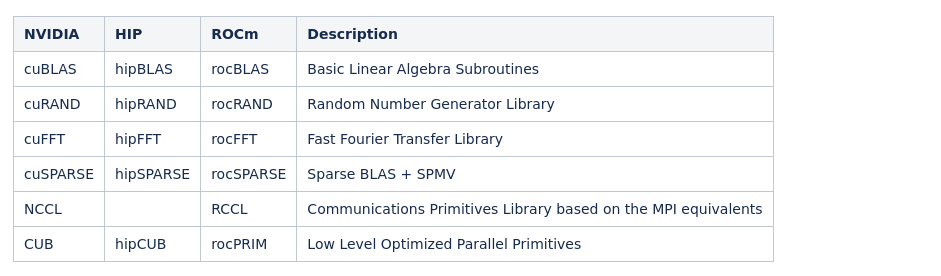 NVIDIA HIP ROCm Description
cuBLAS hipBLAS rocBLAS Basic Linear Algebra Subroutines
cuRAND hipRAND rocRAND Random Number Generator Library
cuFFT hipFFT rocFFT Fast Fourier Transfer Library
cuSPARSE hipSPARSE rocSPARSE Sparse BLAS + SPMV
NCCL RCCL Communications Primitives Library based on the MPI equivalents
CUB hipCUB rocPRIM Low Level Optimized Parallel Primitives